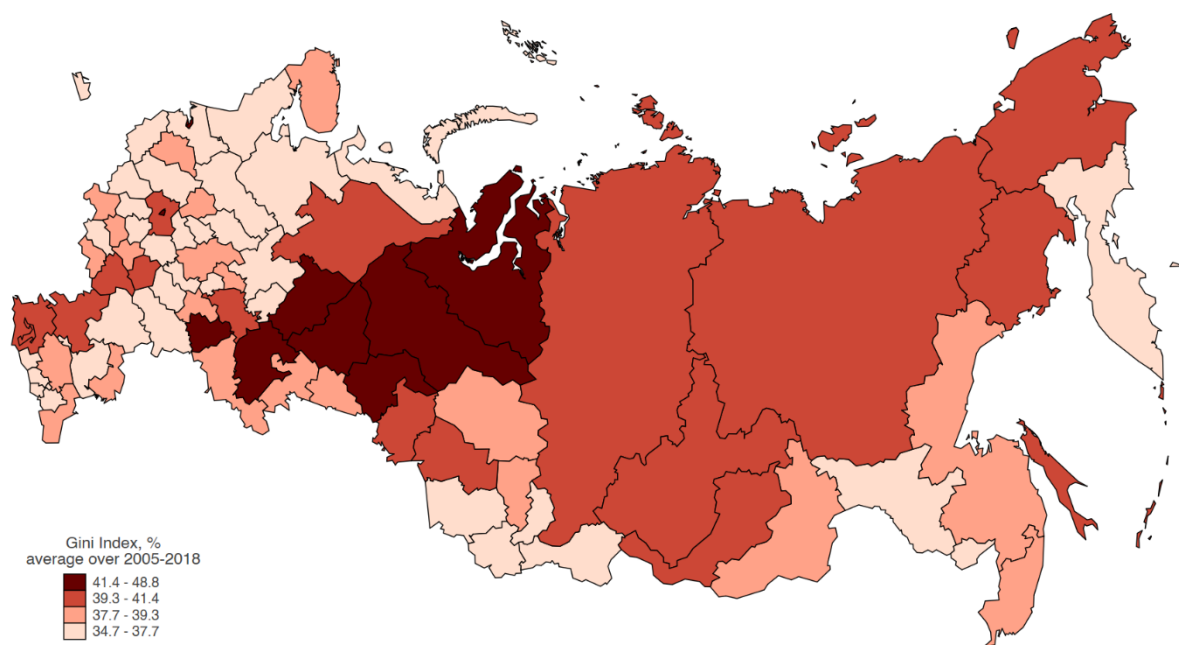 Gini Index, %
average over 2005-2018
41.4 - 48.8
39.3 - 41.4
37.7 - 39.3
34.7 - 37.7